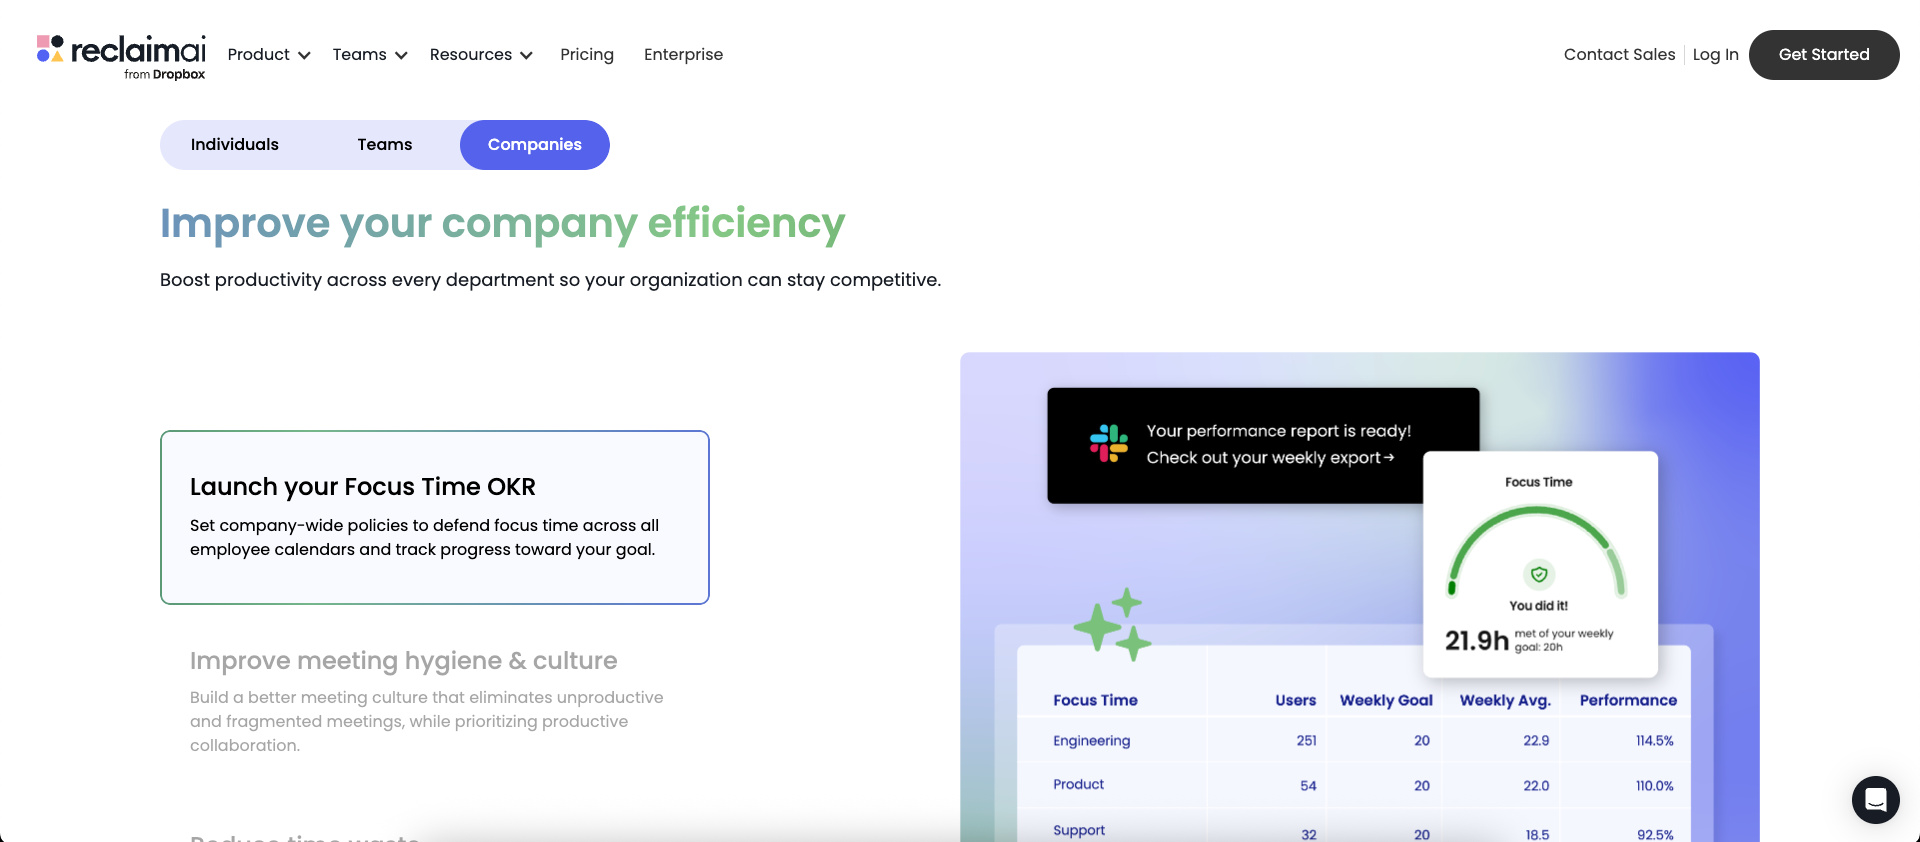 reclaimai
from Dropbox
Product
Teams
Resources
Pricing
Enterprise
Contact Sales
Log In
Get Started
Individuals
Teams
Companies
Improve your company efficiency
Boost productivity across every department so your organization can stay competitive.
Launch your Focus Time OKR
Set company-wide policies to defend focus time across all
employee calendars and track progress toward your goal.
Improve meeting hygiene & culture
Build a better meeting culture that eliminates unproductive
and fragmented meetings, while prioritizing productive
collaboration.
Reduce time waste
Your performance report is ready!
Check out your weekly export→
Focus Time
You did it!
21.9h met of your weekly
goal: 20h
Focus Time Users Weekly Goal Weekly Avg. Performance
Engineering 251 20 22.9 114.5%
Product 54 20 22.0 110.0%
Support 32 20 18.5 92.5%